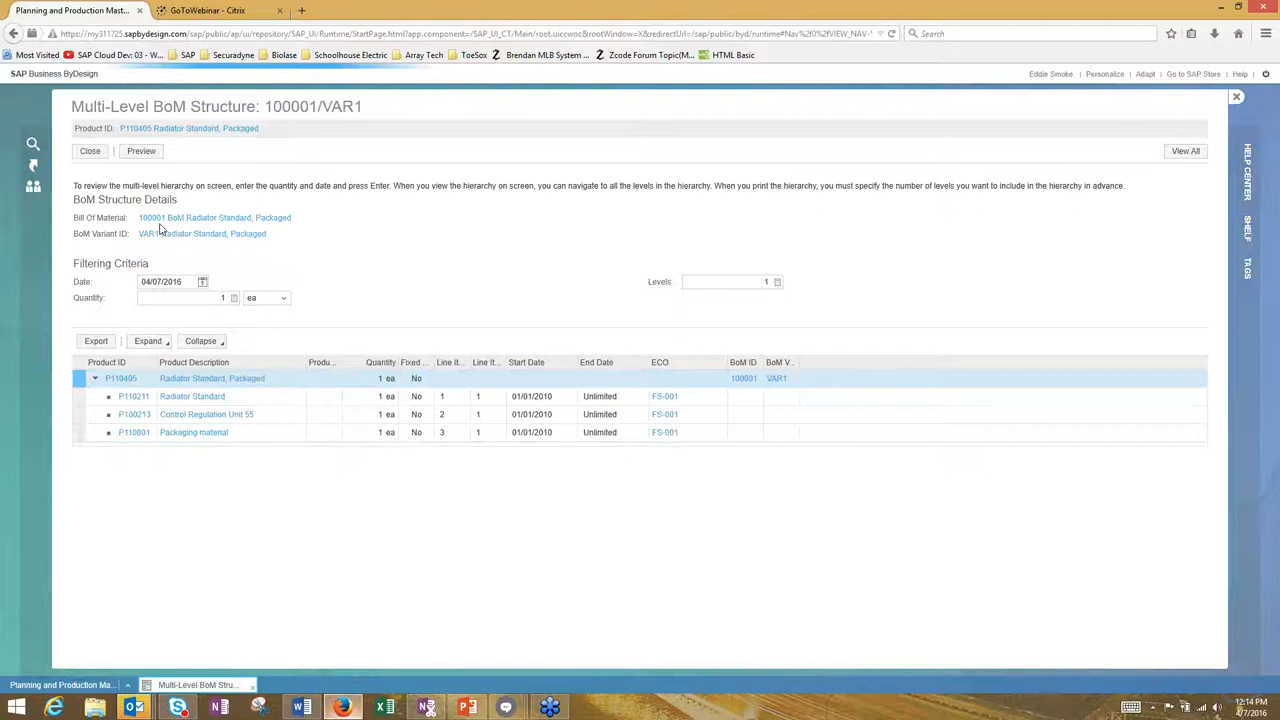 Planning and Production Mast... ×
GoToWebinar - Citrix ×
+
https://my311725.sapbydesign.com/sap/public/ap/ui/repository/SAP_UI/Runtime/StartPage.html?app.component=/SAP_UI_CT/Main/root.uiccwoc&rootWindow=X&redirectUrl=/sap/public/byd/runtime#Nav%2f0%2fVIEW_NAV-
Search
Most Visited SAP Cloud Dev: 03 - W... SAP Securadyne Biolase Schoolhouse Electric Array Tech ToeSox Brendan MLB System ... Zcode Forum Topic(M... HTML Basic
SAP Business ByDesign
Eddie Smoke Personalize Adapt Go to SAP Store Help
Multi-Level BoM Structure: 100001/VAR1
Product ID: P110405 Radiator Standard, Packaged
Close Preview View All
To review the multi-level hierarchy on screen, enter the quantity and date and press Enter. When you view the hierarchy on screen, you can navigate to all the levels in the hierarchy. When you print the hierarchy, you must specify the number of levels you want to include in the hierarchy in advance.
BoM Structure Details
Bill Of Material: 100001 BoM Radiator Standard, Packaged
BoM Variant ID: VAR1 Radiator Standard, Packaged
Filtering Criteria
Date: 04/07/2016 Levels: 1
Quantity: 1 ea
Export Expand Collapse
Product ID Product Description Produ... Quantity Fixed ... Line It... Line It... Start Date End Date ECO BoM ID BoM V...
P110405 Radiator Standard, Packaged 1 ea No 100001 VAR1
P110211 Radiator Standard 1 ea No 1 1 01/01/2010 Unlimited FS-001
P100213 Control Regulation Unit 55 1 ea No 2 1 01/01/2010 Unlimited FS-001
P110801 Packaging material 1 ea No 3 1 01/01/2010 Unlimited FS-001
HELP CENTER
SHELF
TAGS
Planning and Production Ma... Multi-Level BoM Stru...
12:14 PM
4/7/2016